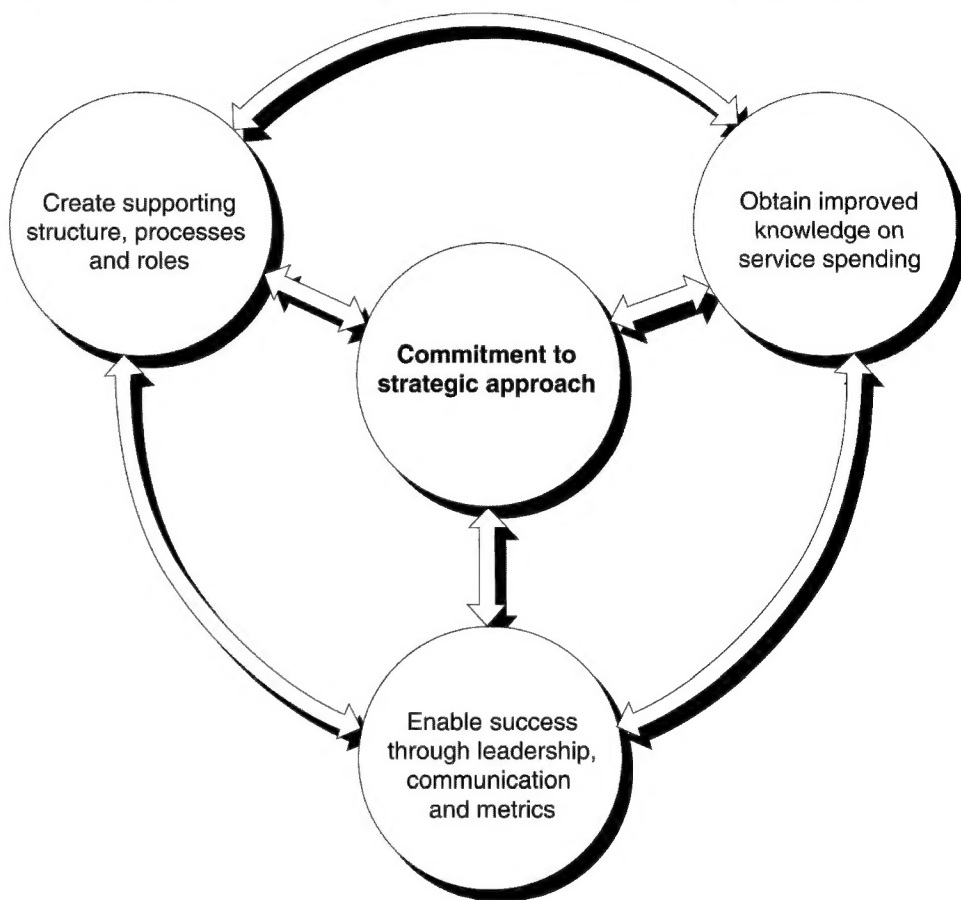 Create supporting
structure, processes
and roles
Obtain improved
knowledge on
service spending
Commitment to
strategic approach
Enable success
through leadership,
communication
and metrics